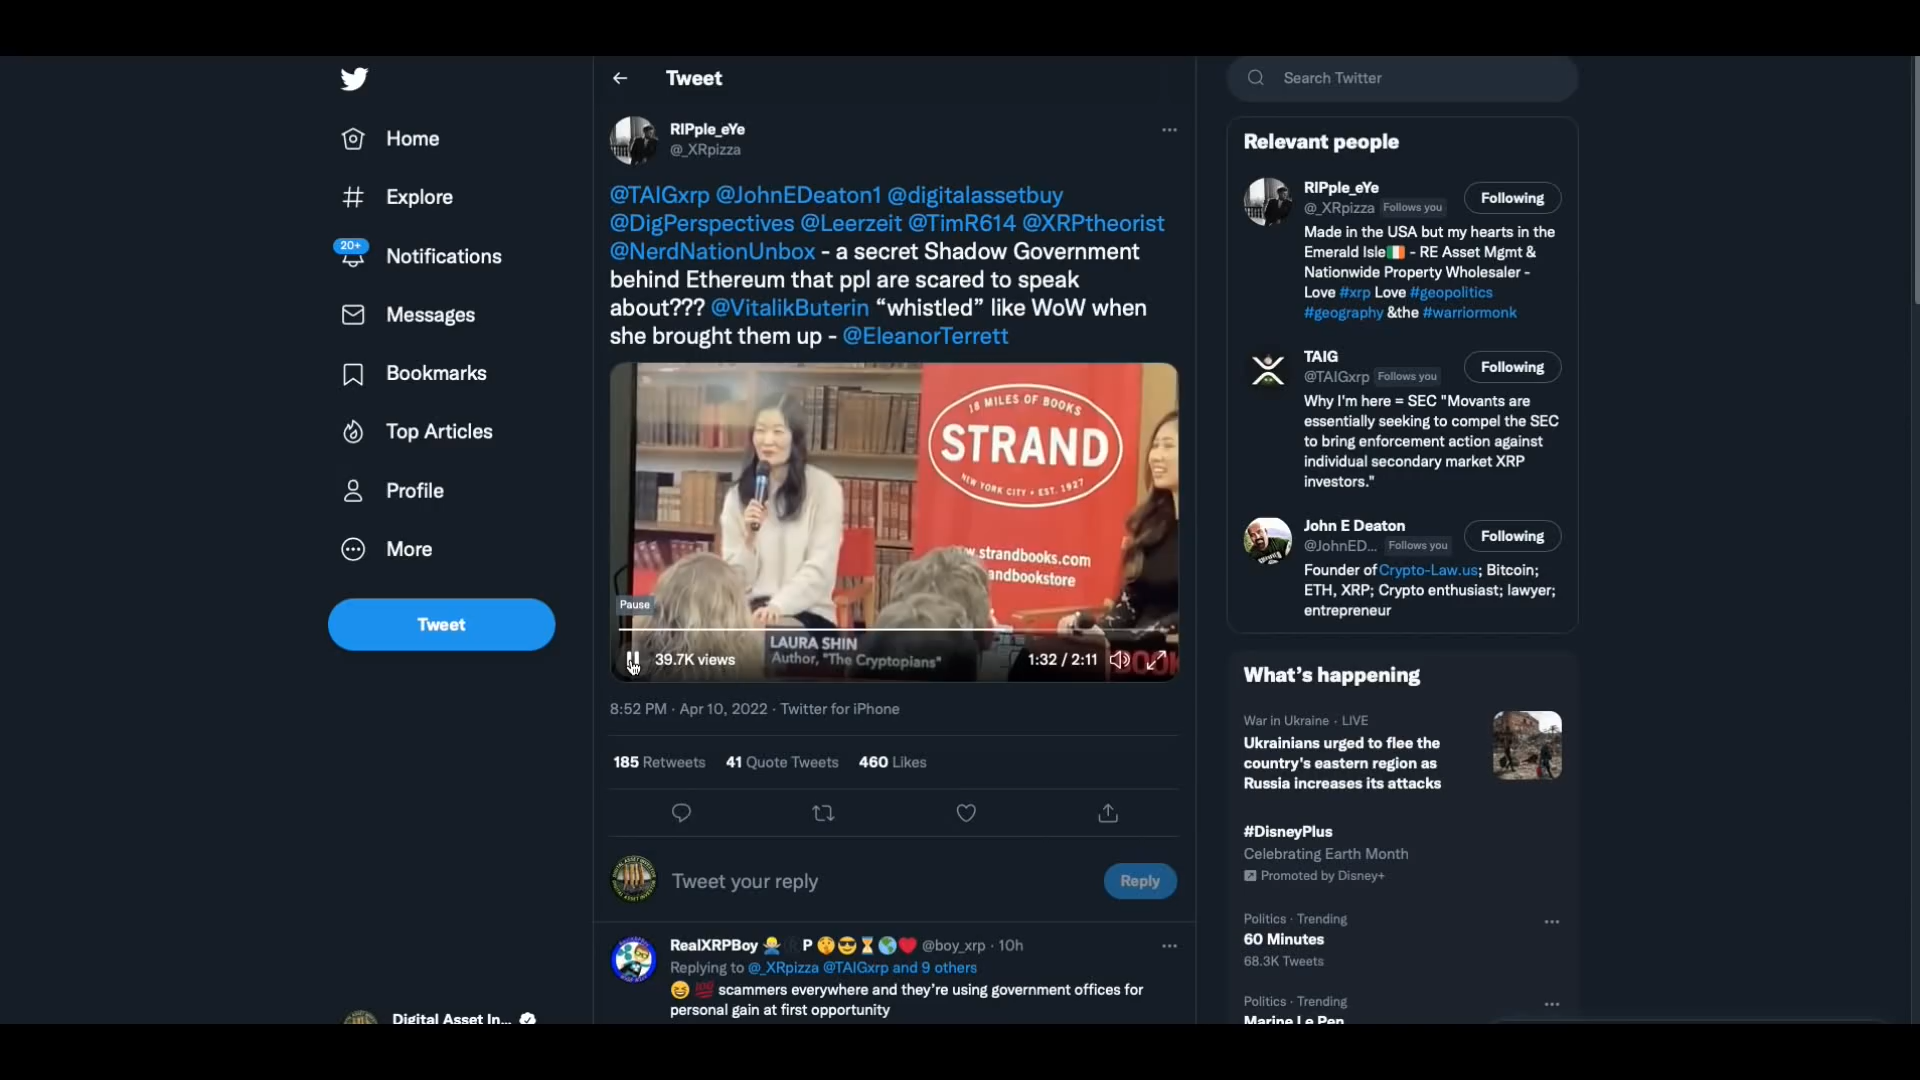 Home
Explore
20+
Notifications
Messages
Bookmarks
Top Articles
Profile
More
Tweet
Digital Asset In...
Tweet
RIPple_eYe
@_XRpizza
@TAIGxrp @JohnEDeaton1 @digitalassetbuy
@DigPerspectives @Leerzeit @TimR614 @XRPtheorist
@NerdNationUnbox - a secret Shadow Government
behind Ethereum that ppl are scared to speak
about??? @VitalikButerin “whistled” like WoW when
she brought them up - @EleanorTerrett
18 MILES OF BOOKS
STRAND
NEW YORK CITY • EST. 1927
w.strandbooks.com
andbookstore
Pause
LAURA SHIN
Author, "The Cryptopians"
39.7K views
1:32 / 2:11
BOOK
8:52 PM · Apr 10, 2022 · Twitter for iPhone
185 Retweets 41 Quote Tweets 460 Likes
Tweet your reply
Reply
RealXRPBoy 🙅‍♂️ R P 🤫😎⏳🌎❤️ @boy_xrp · 10h
Replying to @_XRpizza @TAIGxrp and 9 others
😆 💯 scammers everywhere and they’re using government offices for
personal gain at first opportunity
Search Twitter
Relevant people
RIPple_eYe
@_XRpizza Follows you
Following
Made in the USA but my hearts in the
Emerald Isle🇮🇪 - RE Asset Mgmt &
Nationwide Property Wholesaler -
Love #xrp Love #geopolitics
#geography &the #warriormonk
TAIG
@TAIGxrp Follows you
Following
Why I'm here = SEC "Movants are
essentially seeking to compel the SEC
to bring enforcement action against
individual secondary market XRP
investors."
John E Deaton
@JohnED... Follows you
Following
Founder of Crypto-Law.us; Bitcoin;
ETH, XRP; Crypto enthusiast; lawyer;
entrepreneur
What’s happening
War in Ukraine · LIVE
Ukrainians urged to flee the
country's eastern region as
Russia increases its attacks
#DisneyPlus
Celebrating Earth Month
Promoted by Disney+
Politics · Trending
60 Minutes
68.3K Tweets
Politics · Trending
Marine Le Pen